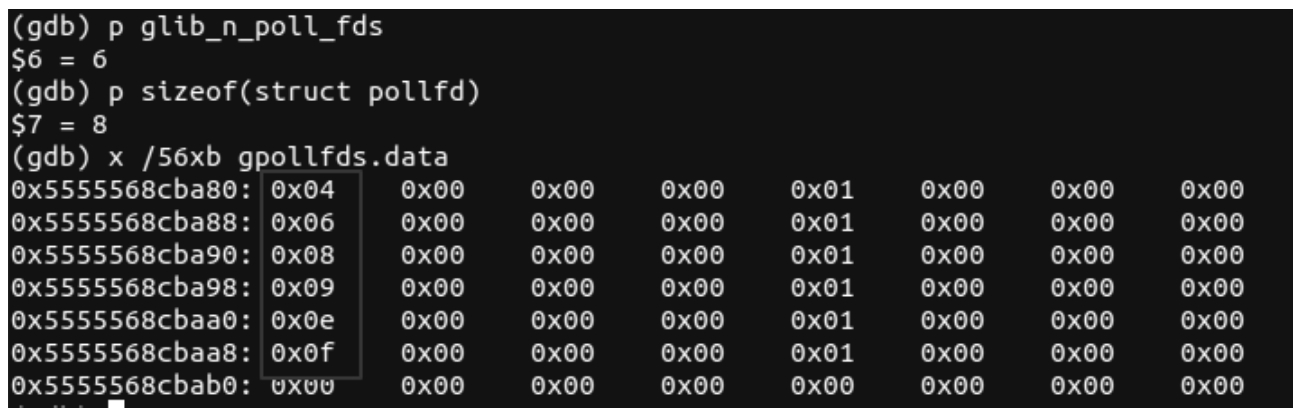 (gdb) p glib_n_poll_fds
$6 = 6
(gdb) p sizeof(struct pollfd)
$7 = 8
(gdb) x /56xb gpollfds.data
0x5555568cba80: 0x04 0x00 0x00 0x00 0x01 0x00 0x00 0x00
0x5555568cba88: 0x06 0x00 0x00 0x00 0x01 0x00 0x00 0x00
0x5555568cba90: 0x08 0x00 0x00 0x00 0x01 0x00 0x00 0x00
0x5555568cba98: 0x09 0x00 0x00 0x00 0x01 0x00 0x00 0x00
0x5555568cbaa0: 0x0e 0x00 0x00 0x00 0x01 0x00 0x00 0x00
0x5555568cbaa8: 0x0f 0x00 0x00 0x00 0x01 0x00 0x00 0x00
0x5555568cbab0: 0x00 0x00 0x00 0x00 0x00 0x00 0x00 0x00